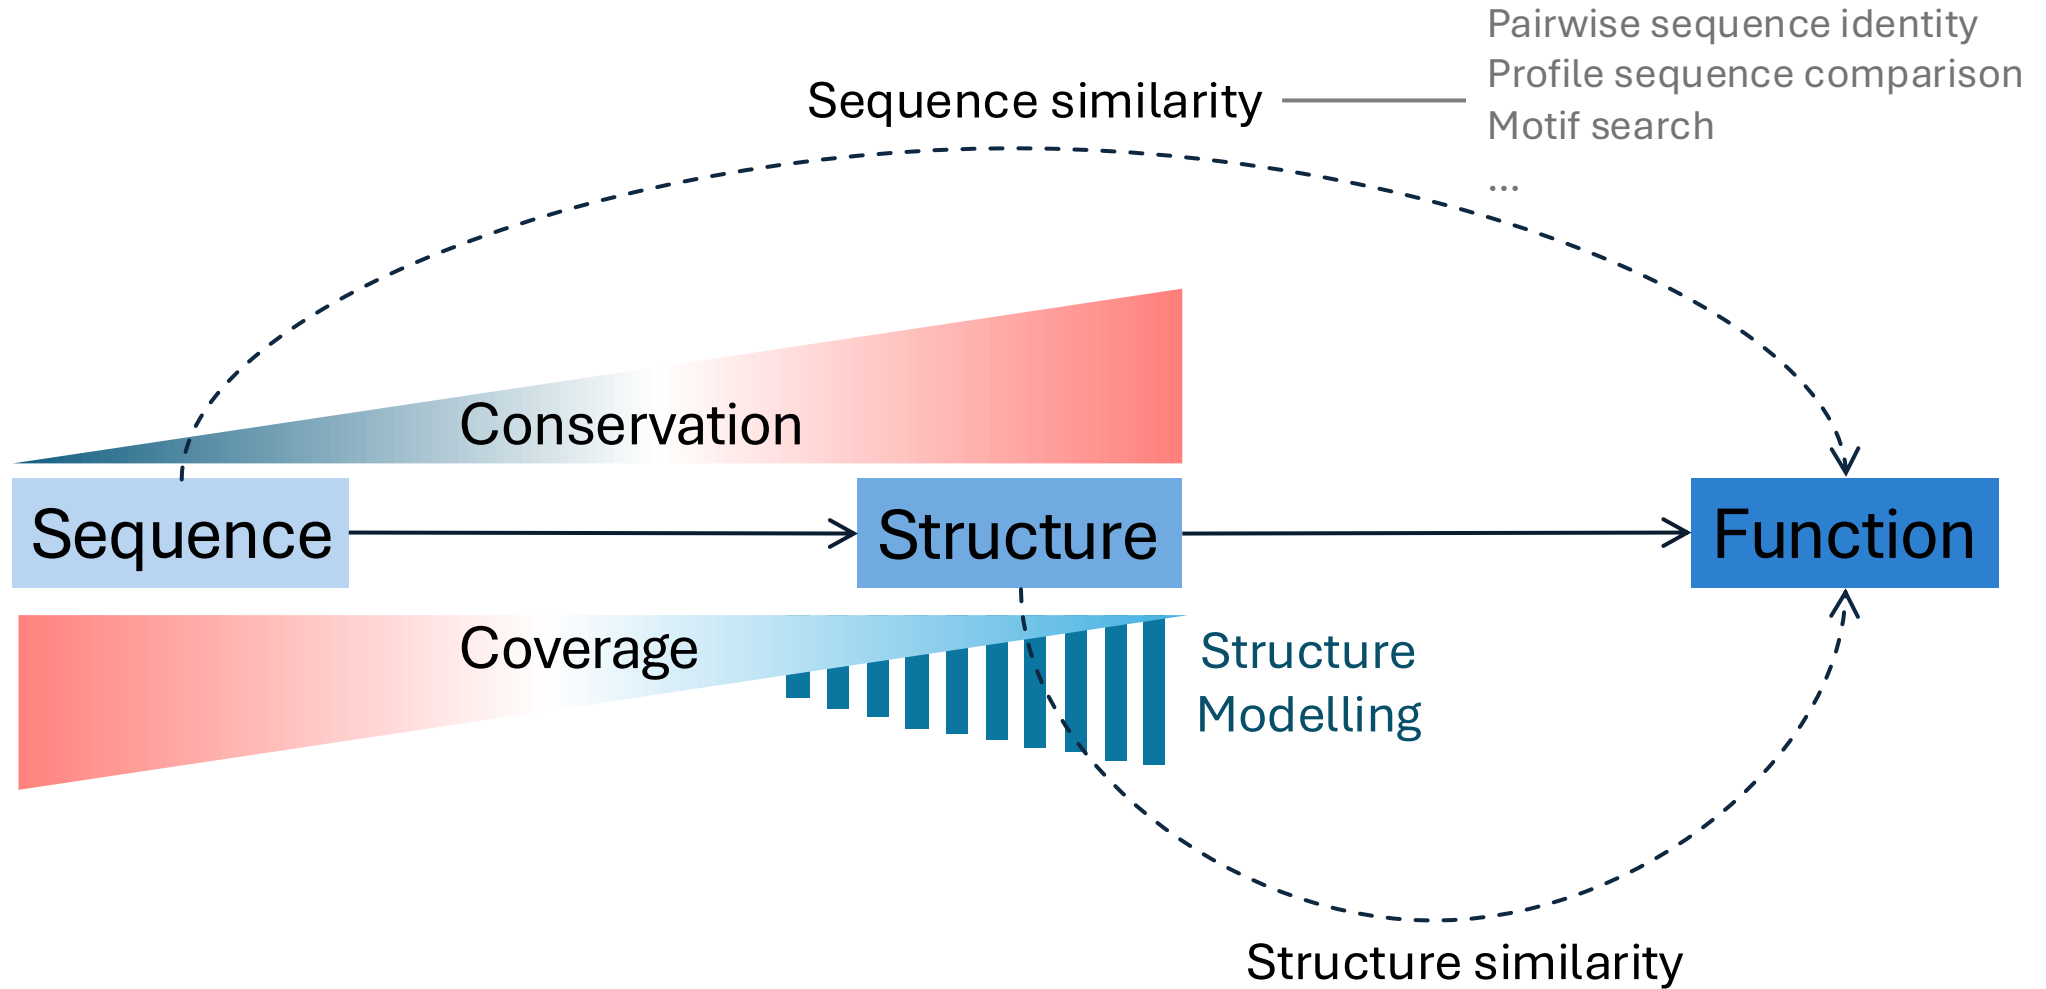 Pairwise sequence identity
Profile sequence comparison
Sequence similarity
Motif search
...
Conservation
Sequence
Structure
Function
Coverage
Structure
Modelling
Structure similarity